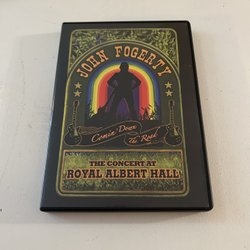 JOHN FOGERTY
Comin' Down
The Road
THE CONCERT AT
ROYAL ALBERT HALL